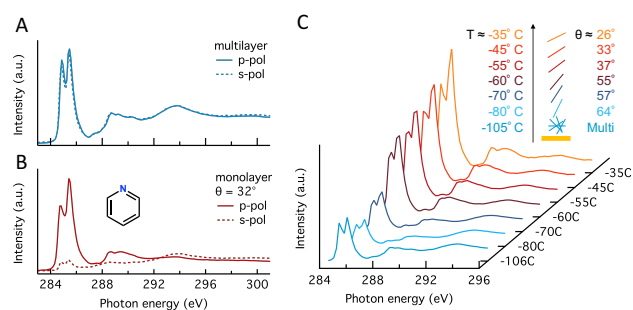 A
multilayer
p-pol
s-pol
Intensity (a.u.)
B
monolayer
θ = 32°
p-pol
s-pol
N
Intensity (a.u.)
284 288 292 296 300
Photon energy (eV)
C
T ≈ -35° C θ ≈ 26°
-45° C 33°
-55° C 37°
-60° C 55°
-70° C 57°
-80° C 64°
-105° C Multi
Intensity (a.u.)
-35C
-45C
-55C
-60C
-70C
-80C
-106C
284 288 292 296
Photon energy (eV)